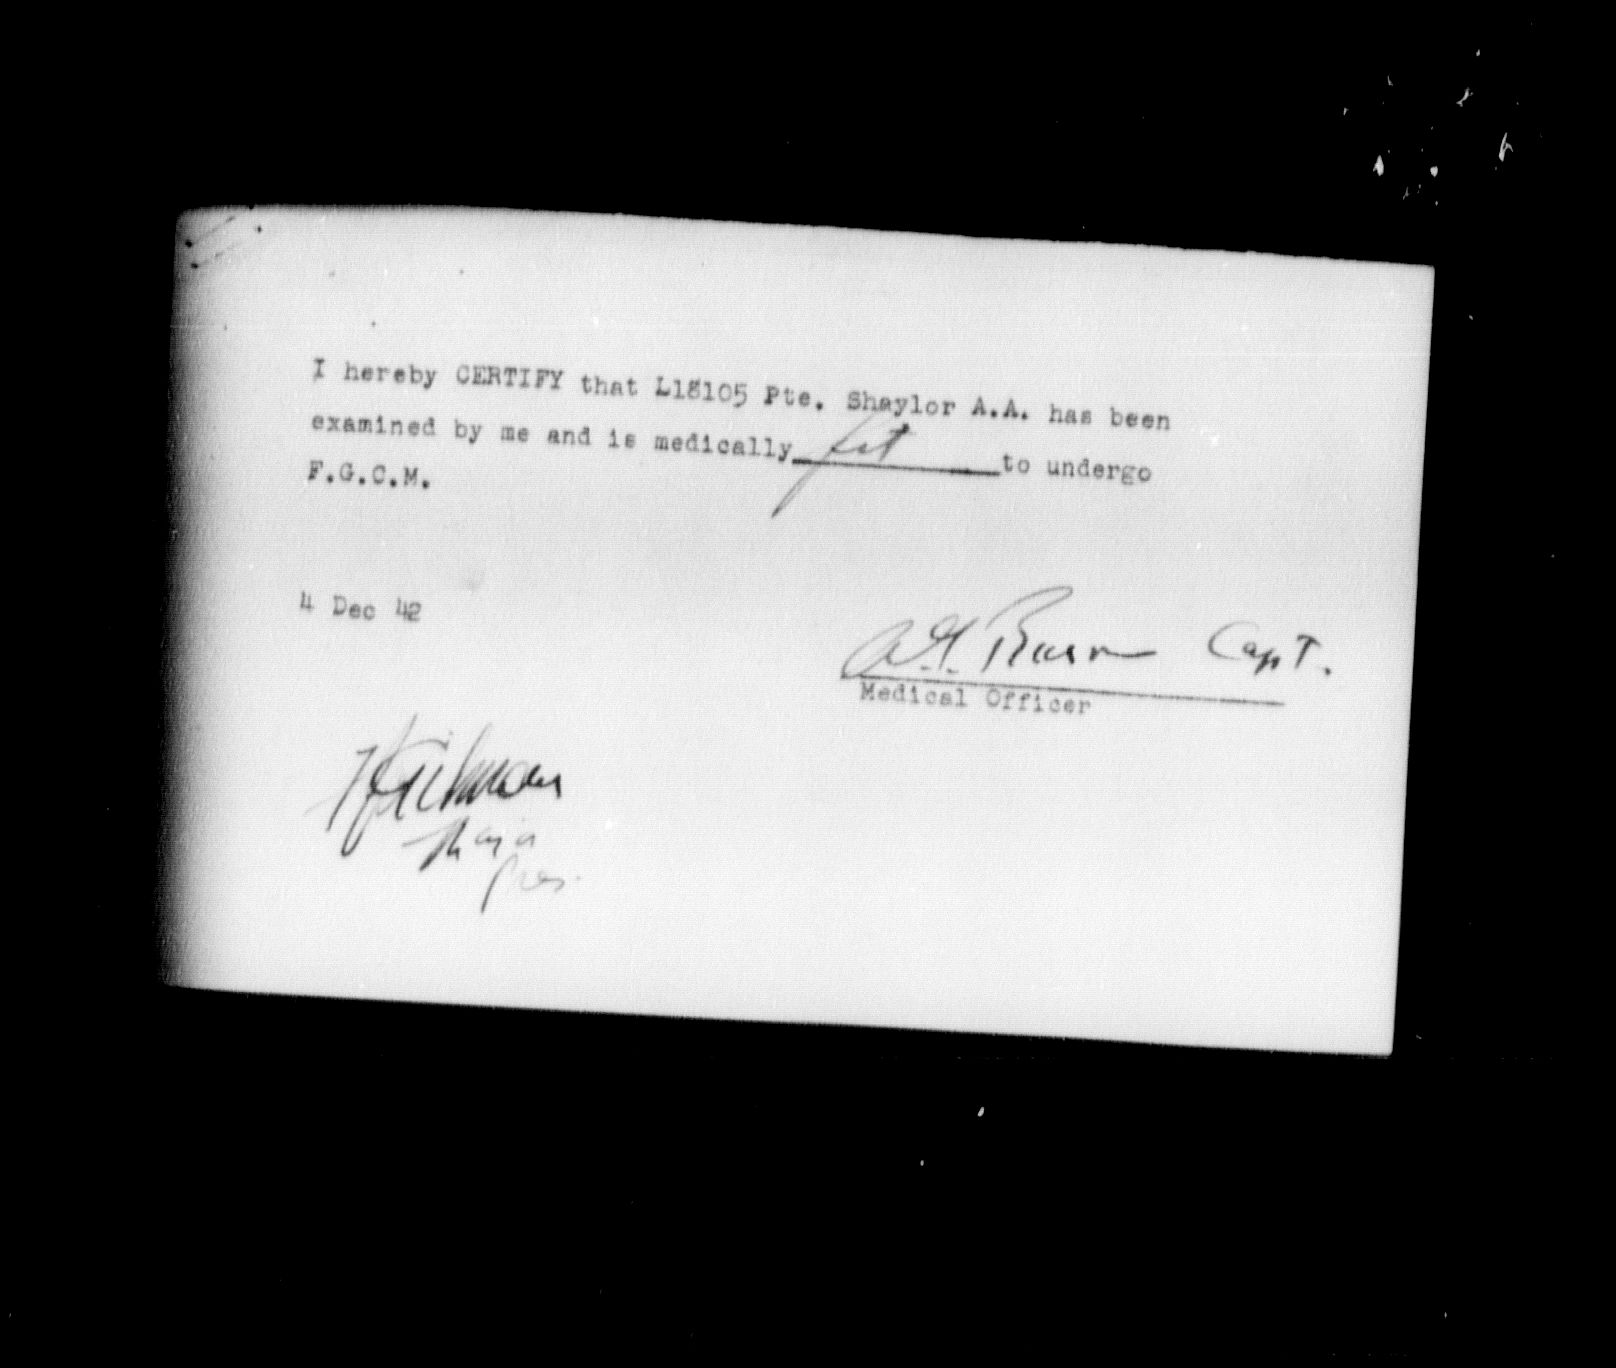 I hereby CERTIFY that L18105 Pte. Shaylor A.A. has been
examined by me and is medically fit to undergo
F.G.C.M.
4 Dec 42
Capt.
Medical Officer
Major
Pres.